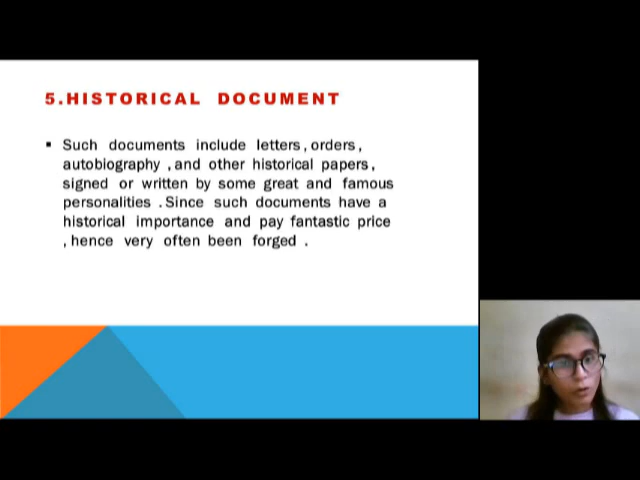 5.HISTORICAL DOCUMENT
▪ Such documents include letters, orders,
autobiography ,and other historical papers,
signed or written by some great and famous
personalities .Since such documents have a
historical importance and pay fantastic price
,hence very often been forged .